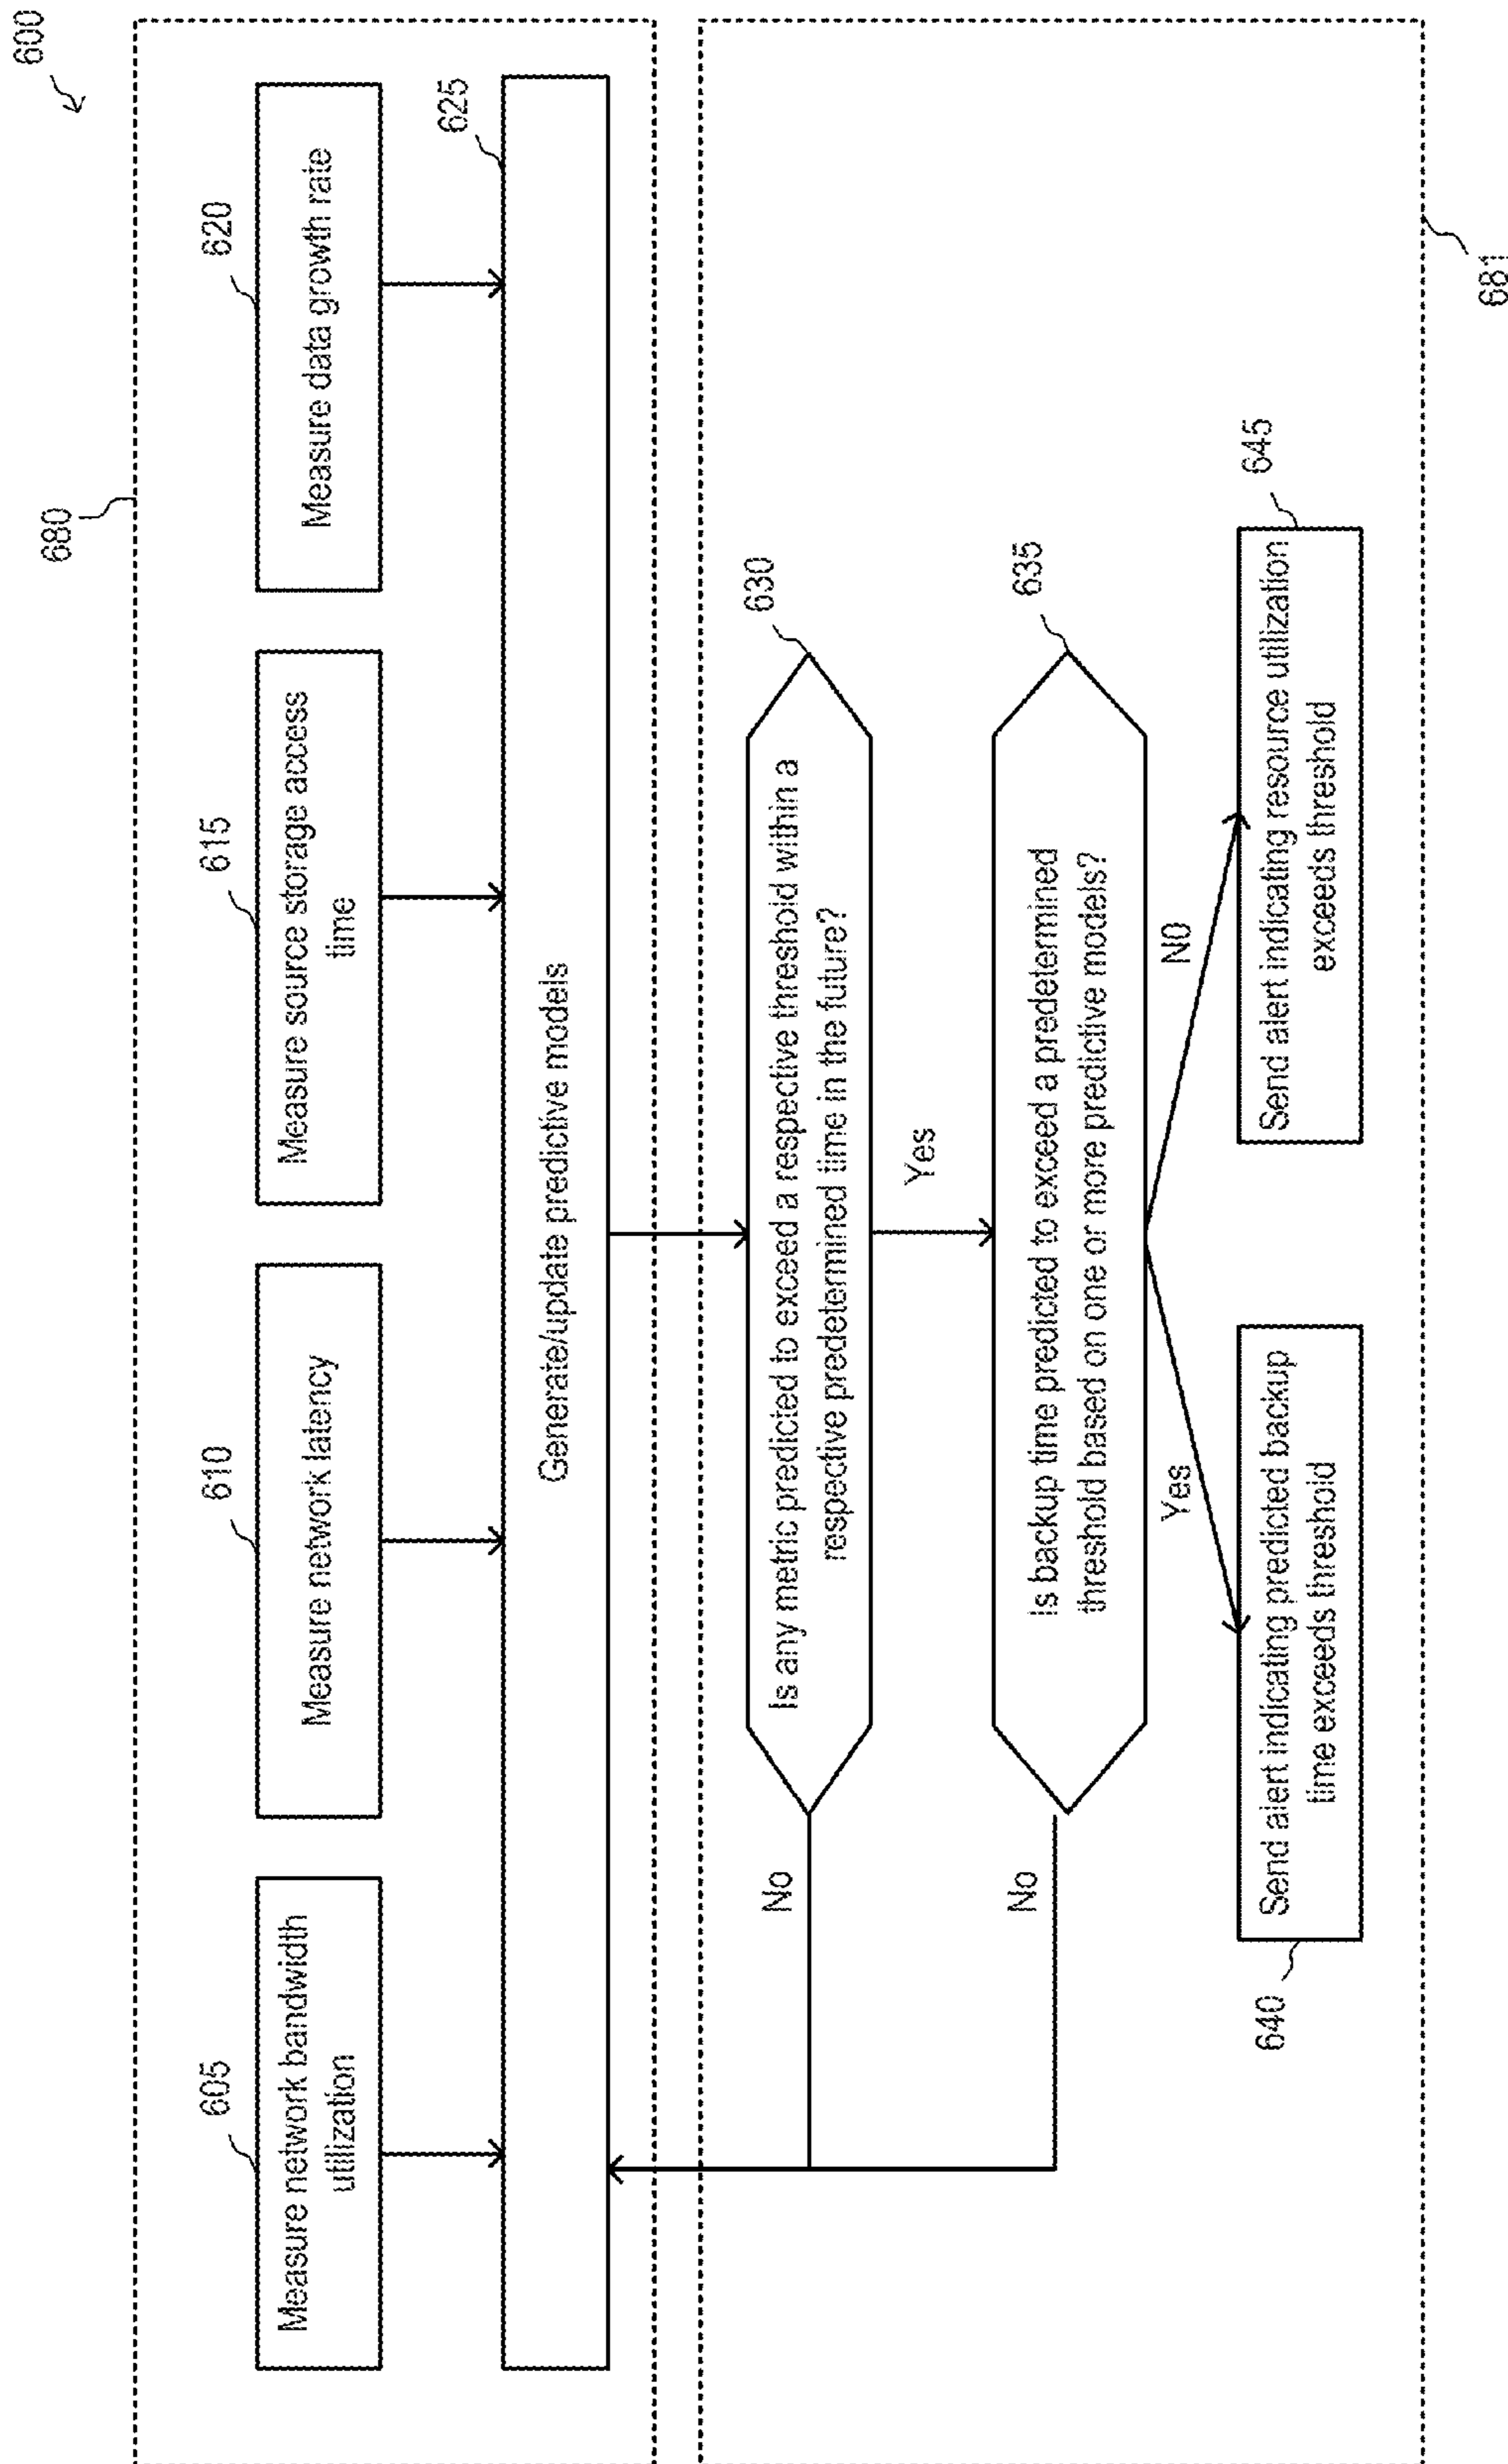 600
680
605
610
615
620
Measure network bandwidth
utilization
Measure network latency
Measure source storage access
time
Measure data growth rate
625
Generate/update predictive models
630
Is any metric predicted to exceed a respective threshold within a
respective predetermined time in the future?
No
Yes
635
Is backup time predicted to exceed a predetermined
threshold based on one or more predictive models?
No
Yes
N0
640
Send alert indicating predicted backup
time exceeds threshold
645
Send alert indicating resource utilization
exceeds threshold
681